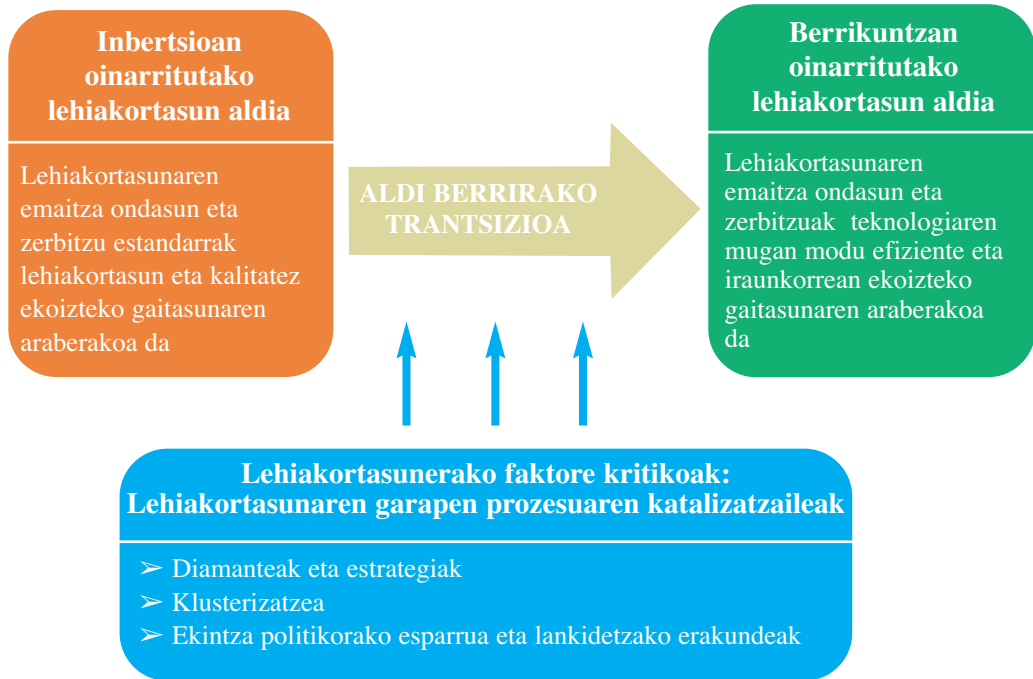 Inbertsioan
oinarritutako
lehiakortasun aldia
Lehiakortasunaren
emaitza ondasun eta
zerbitzu estandarrak
lehiakortasun eta kalitatez
ekoizteko gaitasunaren
araberakoa da
ALDI BERRIRAKO
TRANTSIZIOA
Berrikuntzan
oinarritutako
lehiakortasun aldia
Lehiakortasunaren
emaitza ondasun eta
zerbitzuak teknologiaren
mugan modu efiziente eta
iraunkorrean ekoizteko
gaitasunaren araberakoa
da
Lehiakortasunerako faktore kritikoak:
Lehiakortasunaren garapen prozesuaren katalizatzaileak
➢ Diamanteak eta estrategiak
➢ Klusterizatzea
➢ Ekintza politikorako esparrua eta lankidetzako erakundeak